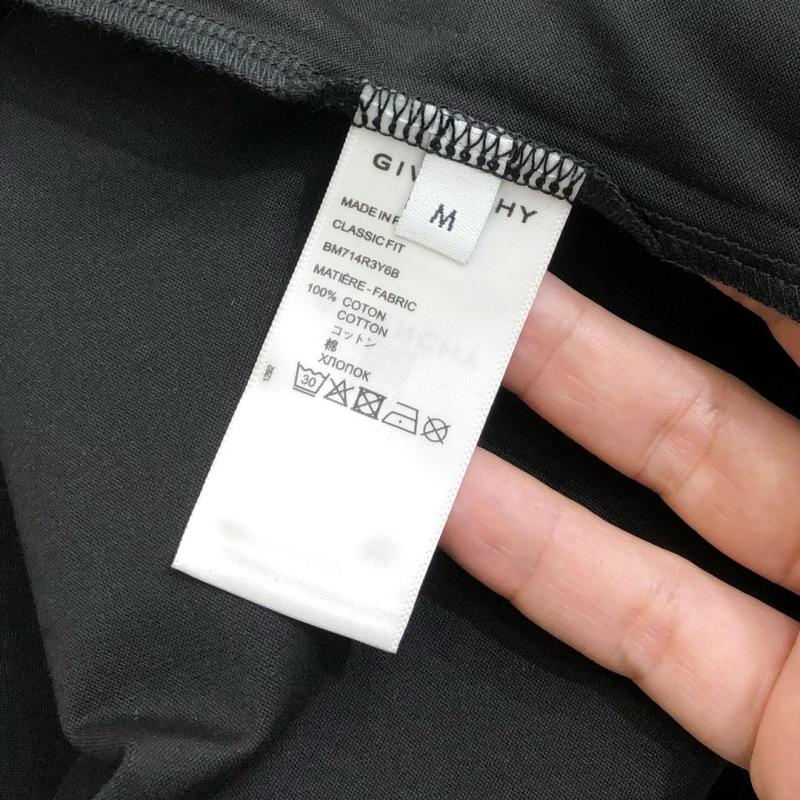 GIV HY
M
MADE IN
CLASSIC FIT
BM714R3Y6B
MATIÈRE - FABRIC
100% COTON
COTTON
コットン
棉
ХЛОПОК
30